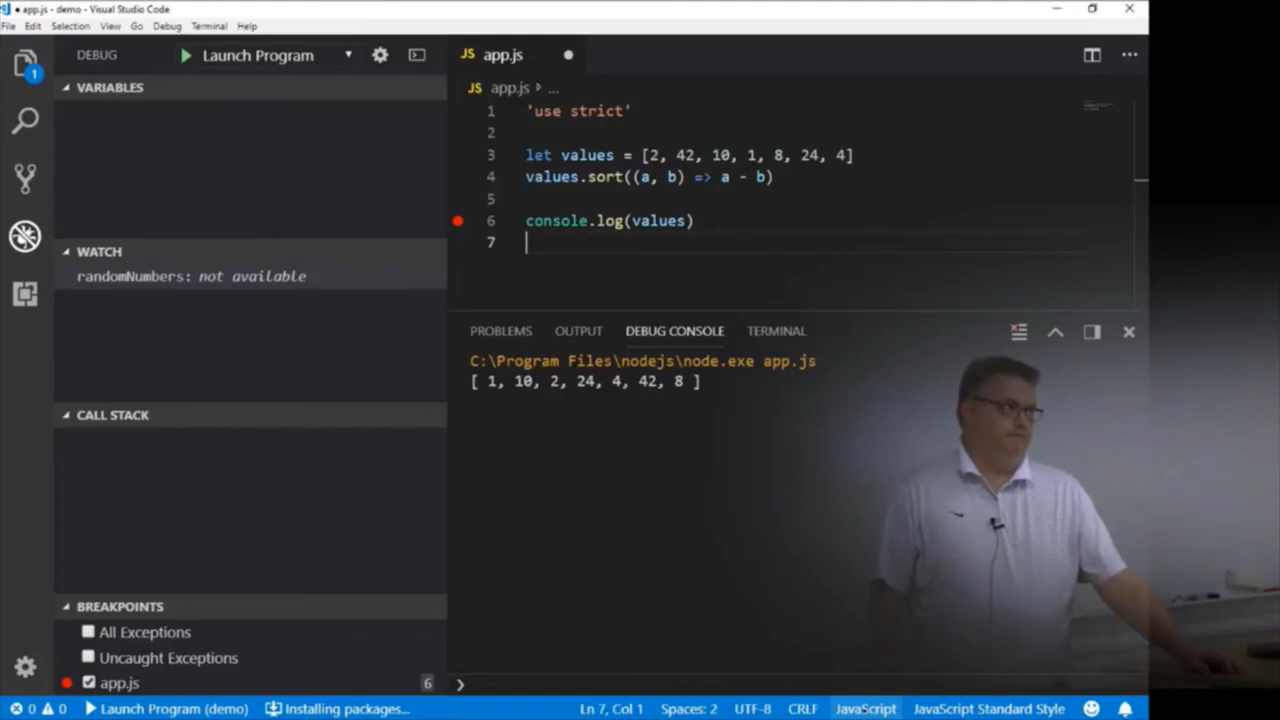 app.js - demo - Visual Studio Code
File Edit Selection View Go Debug Terminal Help
1
DEBUG
Launch Program
VARIABLES
WATCH
randomNumbers: not available
CALL STACK
BREAKPOINTS
All Exceptions
Uncaught Exceptions
app.js 6
JS app.js
JS app.js ...
1 'use strict'
2
3 let values = [2, 42, 10, 1, 8, 24, 4]
4 values.sort((a, b) => a - b)
5
6 console.log(values)
7
PROBLEMS OUTPUT DEBUG CONSOLE TERMINAL
C:\Program Files\nodejs\node.exe app.js
[ 1, 10, 2, 24, 4, 42, 8 ]
0 0 Launch Program (demo) Installing packages... Ln 7, Col 1 Spaces: 2 UTF-8 CRLF JavaScript JavaScript Standard Style